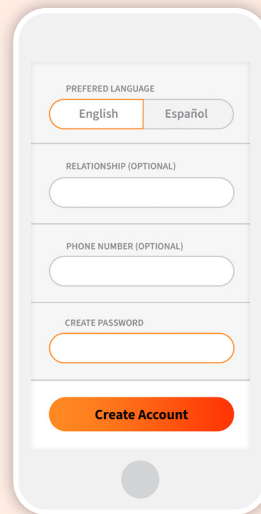 PREFERED LANGUAGE
English Español
RELATIONSHIP (OPTIONAL)
PHONE NUMBER (OPTIONAL)
CREATE PASSWORD
Create Account